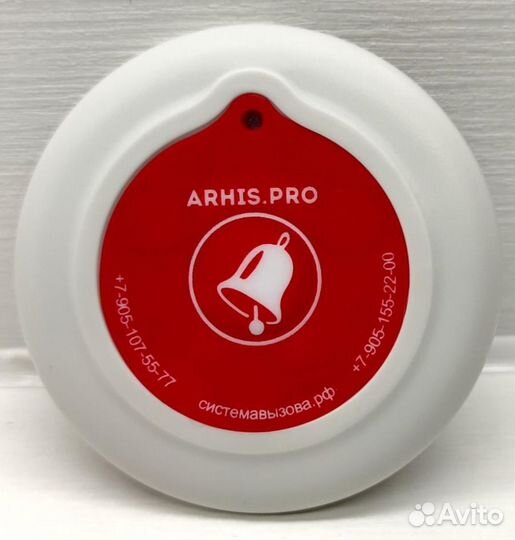 ARHIS.PRO
+7-905-107-55-77
+7-905-155-22-00
системавызова.рф
Avito